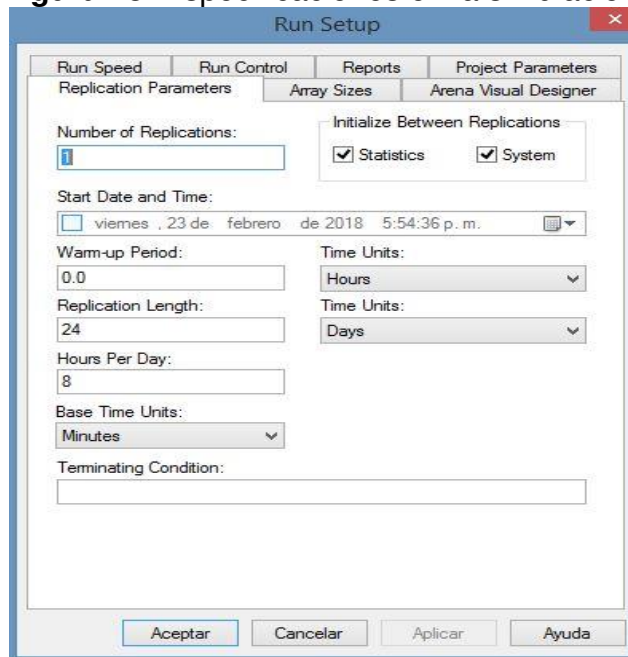 Run Setup
Run Speed Run Control Reports Project Parameters
Replication Parameters Array Sizes Arena Visual Designer
Number of Replications:
1
Initialize Between Replications
Statistics System
Start Date and Time:
viernes , 23 de febrero de 2018 5:54:36 p. m.
Warm-up Period: Time Units:
0.0 Hours
Replication Length: Time Units:
24 Days
Hours Per Day:
8
Base Time Units:
Minutes
Terminating Condition:
Aceptar Cancelar Aplicar Ayuda